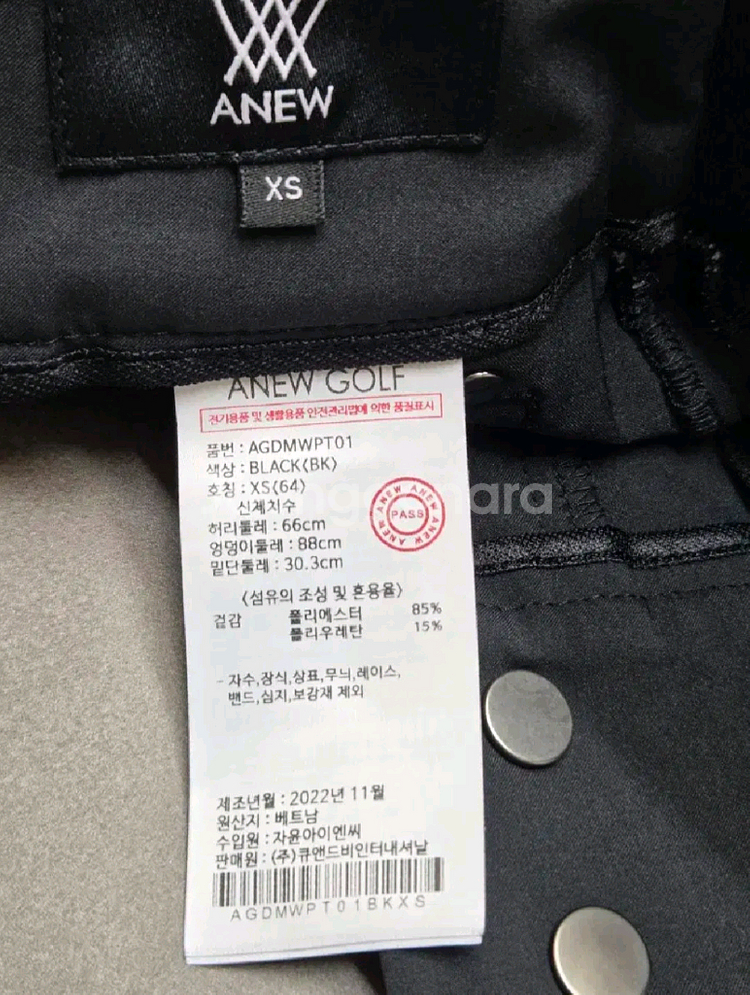 ANEW
XS
ANEW GOLF
전기용품 및 생활용품 안전관리법에 의한 품질표시
품번 : AGDMWPT01
색상 : BLACK(BK)
호칭 : XS(64)
신체치수
허리둘레 : 66cm
엉덩이둘레 : 88cm
밑단둘레 : 30.3cm
ANEW ANEW ANEW ANEW
PASS
〈섬유의 조성 및 혼용율〉
겉감 폴리에스터 85%
폴리우레탄 15%
- 자수,장식,상표,무늬,레이스,
밴드,심지,보강재 제외
제조년월 : 2022년 11월
원산지 : 베트남
수입원 : 자윤아이엔씨
판매원 : (주)큐앤드비인터내셔날
AGDMWPT01BKXS